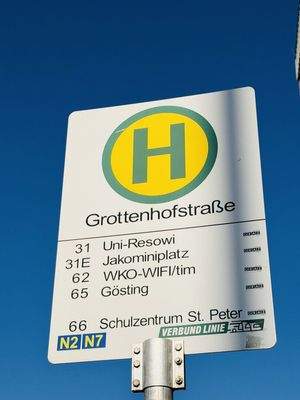 H
Grottenhofstraße
31 Uni-Resowi
31E Jakominiplatz
62 WKO-WIFI/tim
65 Gösting
66 Schulzentrum St. Peter
N2 N7
VERBUND LINIE